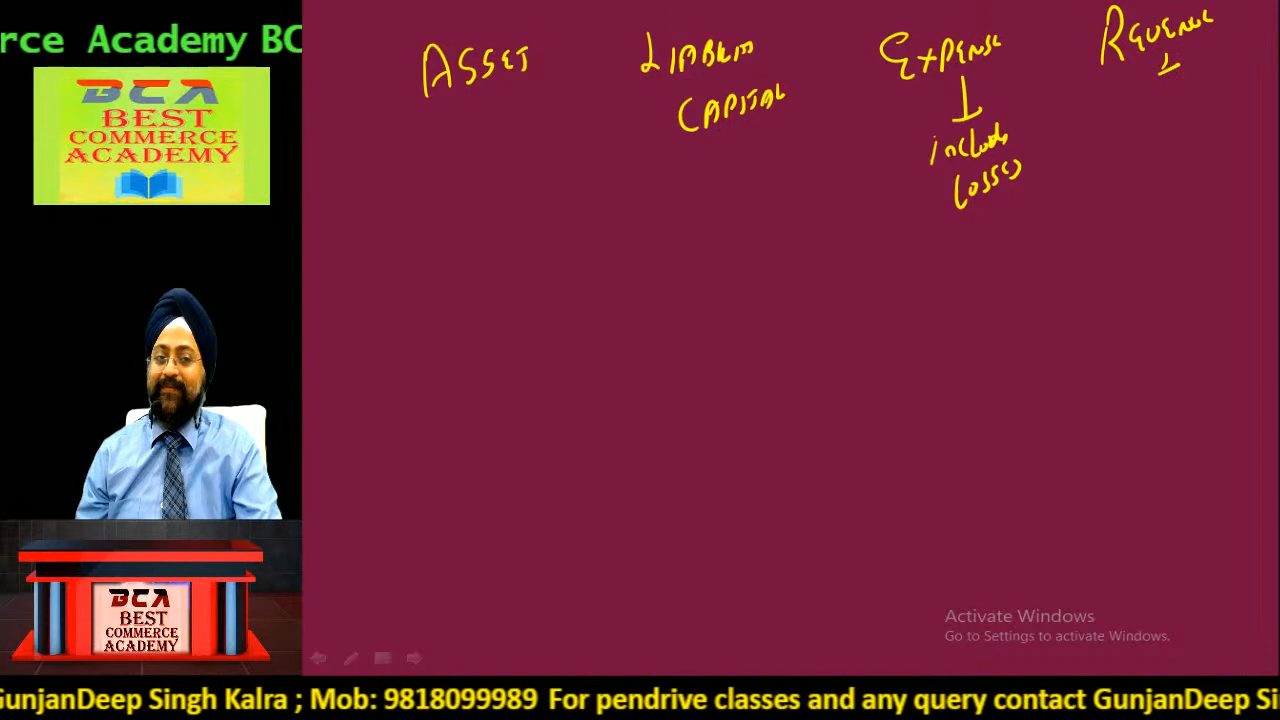 rce Academy BC
BCA
BEST
COMMERCE
ACADEMY
ASSET
LIABILITY
CAPITAL
EXPENSE
include
losses
REVENUE
BCA
BEST
COMMERCE
ACADEMY
Activate Windows
Go to Settings to activate Windows.
GunjanDeep Singh Kalra ; Mob: 9818099989 For pendrive classes and any query contact GunjanDeep Si